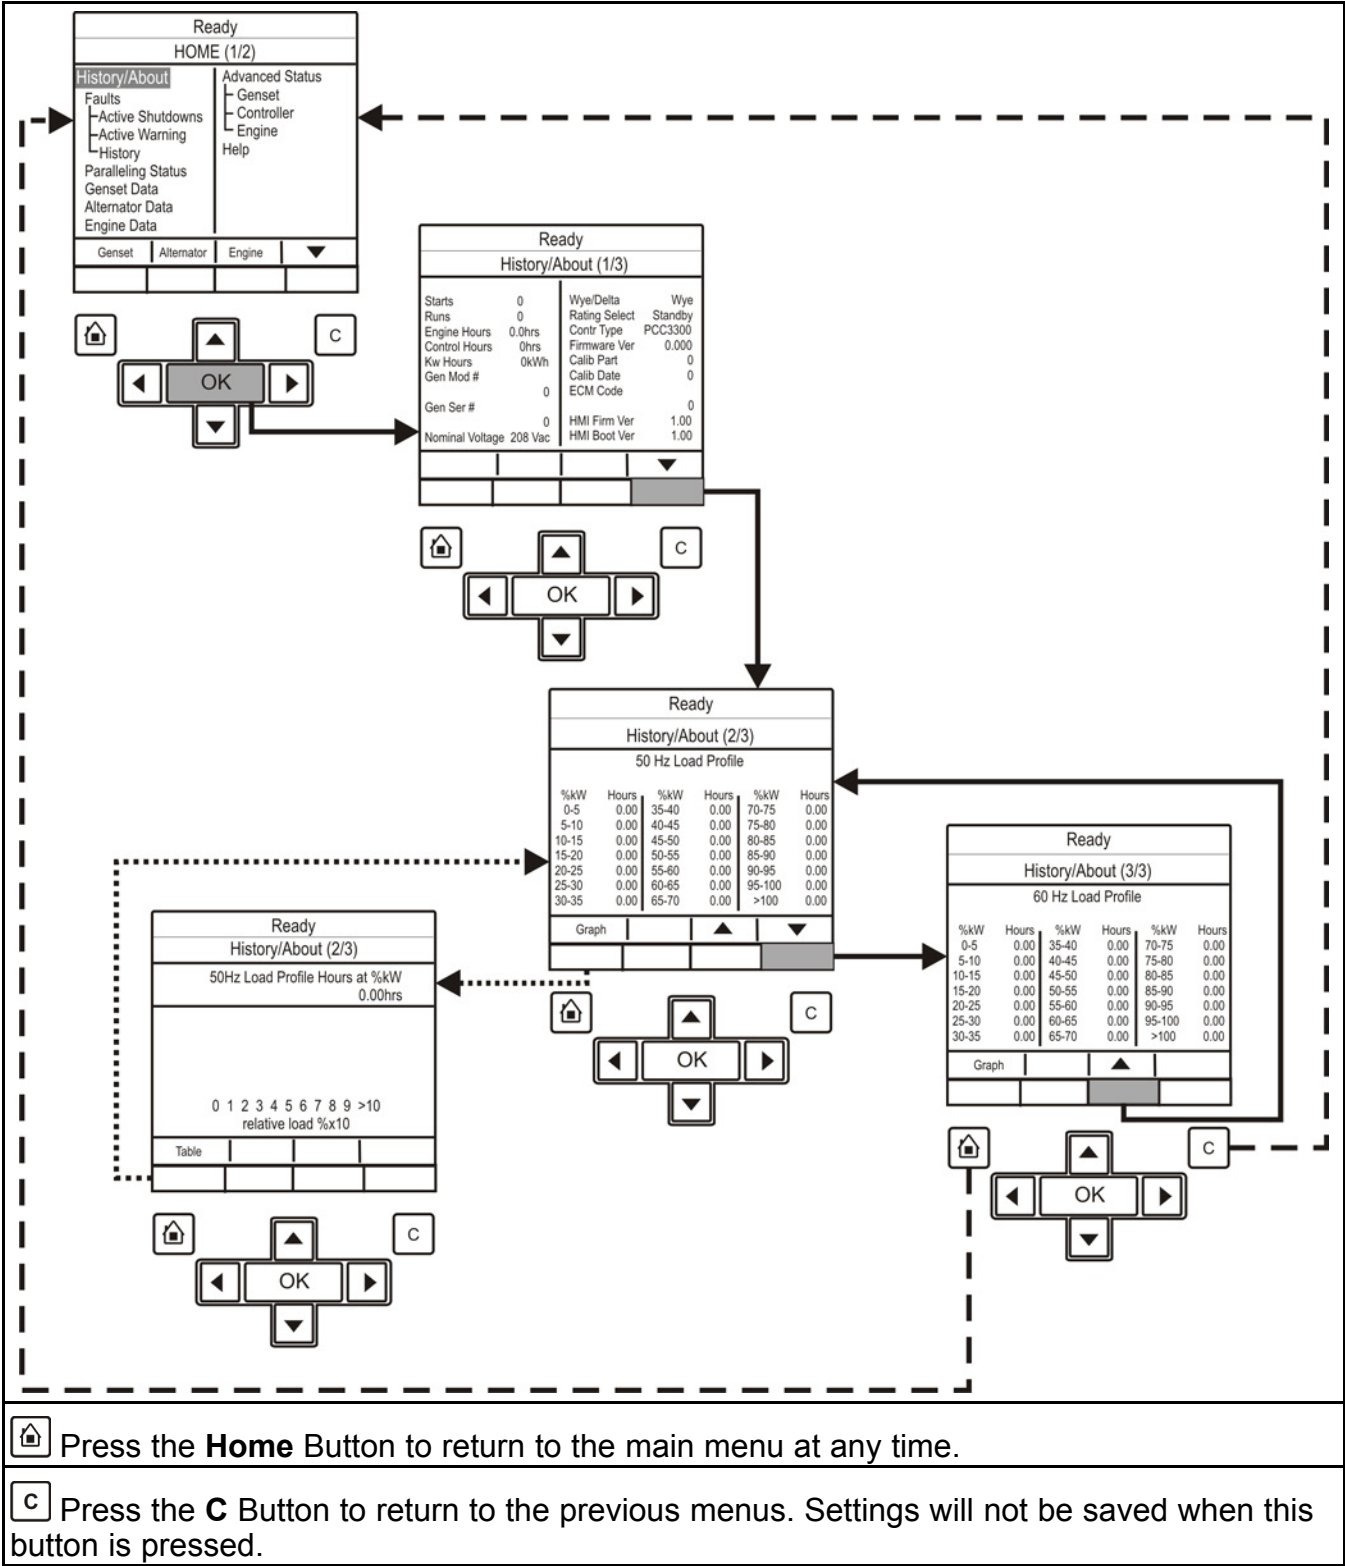 Ready
HOME (1/2)
History/About
Faults
Active Shutdowns
Active Warning
History
Paralleling Status
Genset Data
Alternator Data
Engine Data
Advanced Status
Genset
Controller
Engine
Help
Genset Alternator Engine
C
OK
Ready
History/About (1/3)
Starts 0
Runs 0
Engine Hours 0.0hrs
Control Hours 0hrs
Kw Hours 0kWh
Gen Mod #
0
Gen Ser #
0
Nominal Voltage 208 Vac
Wye/Delta Wye
Rating Select Standby
Contr Type PCC3300
Firmware Ver 0.000
Calib Part 0
Calib Date 0
ECM Code
0
HMI Firm Ver 1.00
HMI Boot Ver 1.00
C
OK
Ready
History/About (2/3)
50 Hz Load Profile
%kW Hours %kW Hours %kW Hours
0-5 0.00 35-40 0.00 70-75 0.00
5-10 0.00 40-45 0.00 75-80 0.00
10-15 0.00 45-50 0.00 80-85 0.00
15-20 0.00 50-55 0.00 85-90 0.00
20-25 0.00 55-60 0.00 90-95 0.00
25-30 0.00 60-65 0.00 95-100 0.00
30-35 0.00 65-70 0.00 >100 0.00
Graph
C
OK
Ready
History/About (3/3)
60 Hz Load Profile
%kW Hours %kW Hours %kW Hours
0-5 0.00 35-40 0.00 70-75 0.00
5-10 0.00 40-45 0.00 75-80 0.00
10-15 0.00 45-50 0.00 80-85 0.00
15-20 0.00 50-55 0.00 85-90 0.00
20-25 0.00 55-60 0.00 90-95 0.00
25-30 0.00 60-65 0.00 95-100 0.00
30-35 0.00 65-70 0.00 >100 0.00
Graph
C
OK
Ready
History/About (2/3)
50Hz Load Profile Hours at %kW
0.00hrs
0 1 2 3 4 5 6 7 8 9 >10
relative load %x10
Table
C
OK
Press the Home Button to return to the main menu at any time.
C Press the C Button to return to the previous menus. Settings will not be saved when this
button is pressed.